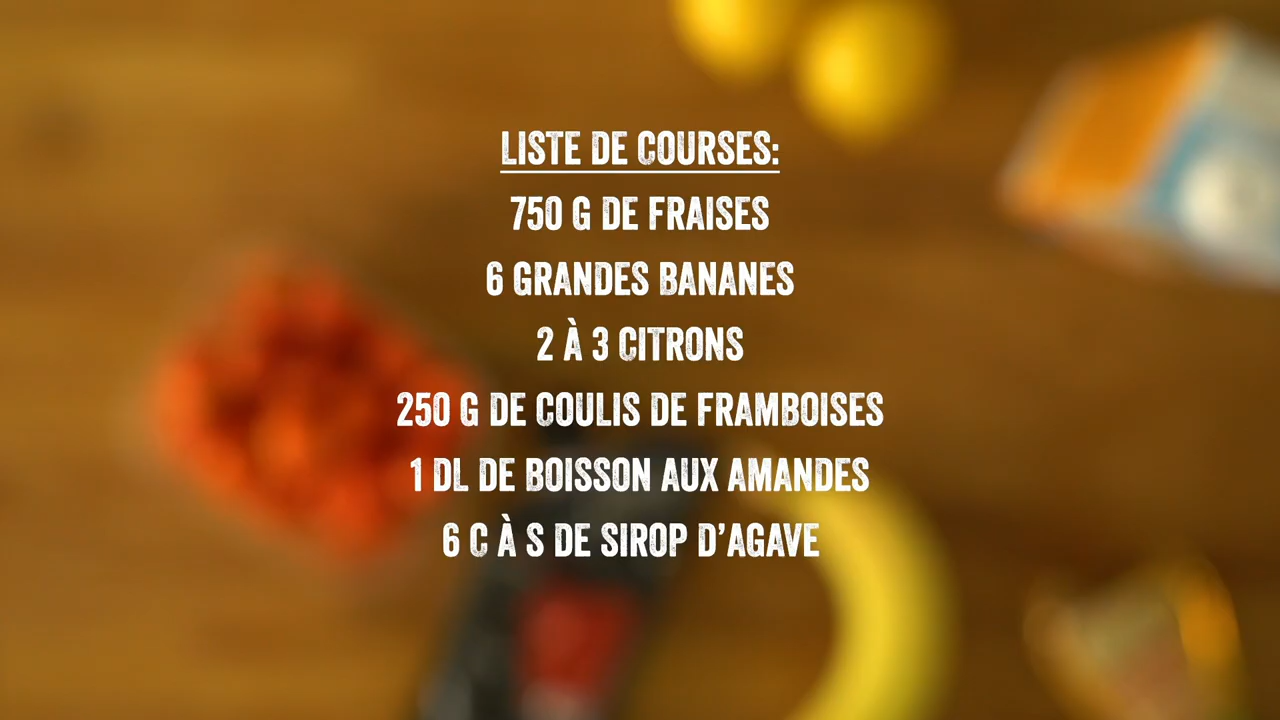 LISTE DE COURSES:
750 G DE FRAISES
6 GRANDES BANANES
2 À 3 CITRONS
250 G DE COULIS DE FRAMBOISES
1 DL DE BOISSON AUX AMANDES
6 C À S DE SIROP D’AGAVE